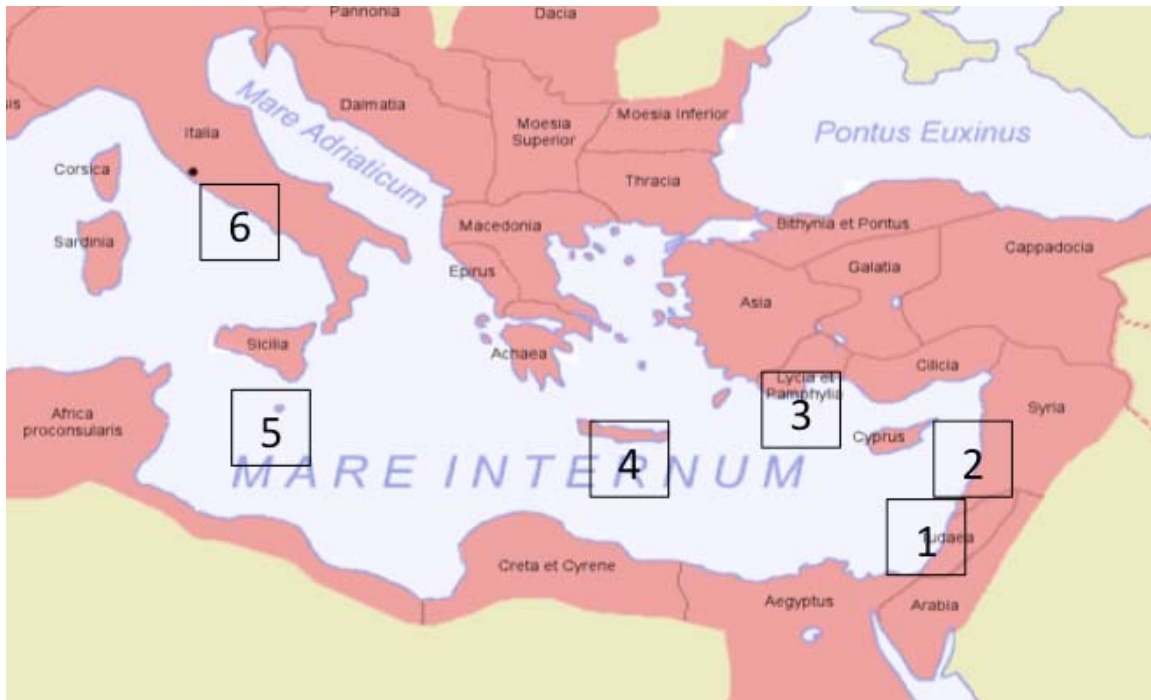 Pannonia
Dacia
sis
Italia
Mare Adriaticum
Dalmatia
Moesia
Superior
Moesia Inferior
Pontus Euxinus
Corsica
Thracia
Sardinia
6
Macedonia
Bithynia et Pontus
Cappadocia
Epirus
Galatia
Asia
Sicilia
Achaea
Cilicia
Lycia et
Pamphylia
Africa
proconsularis
5
3
Syria
Cyprus
4
2
MARE INTERNUM
1
Iudaea
Creta et Cyrene
Aegyptus
Arabia